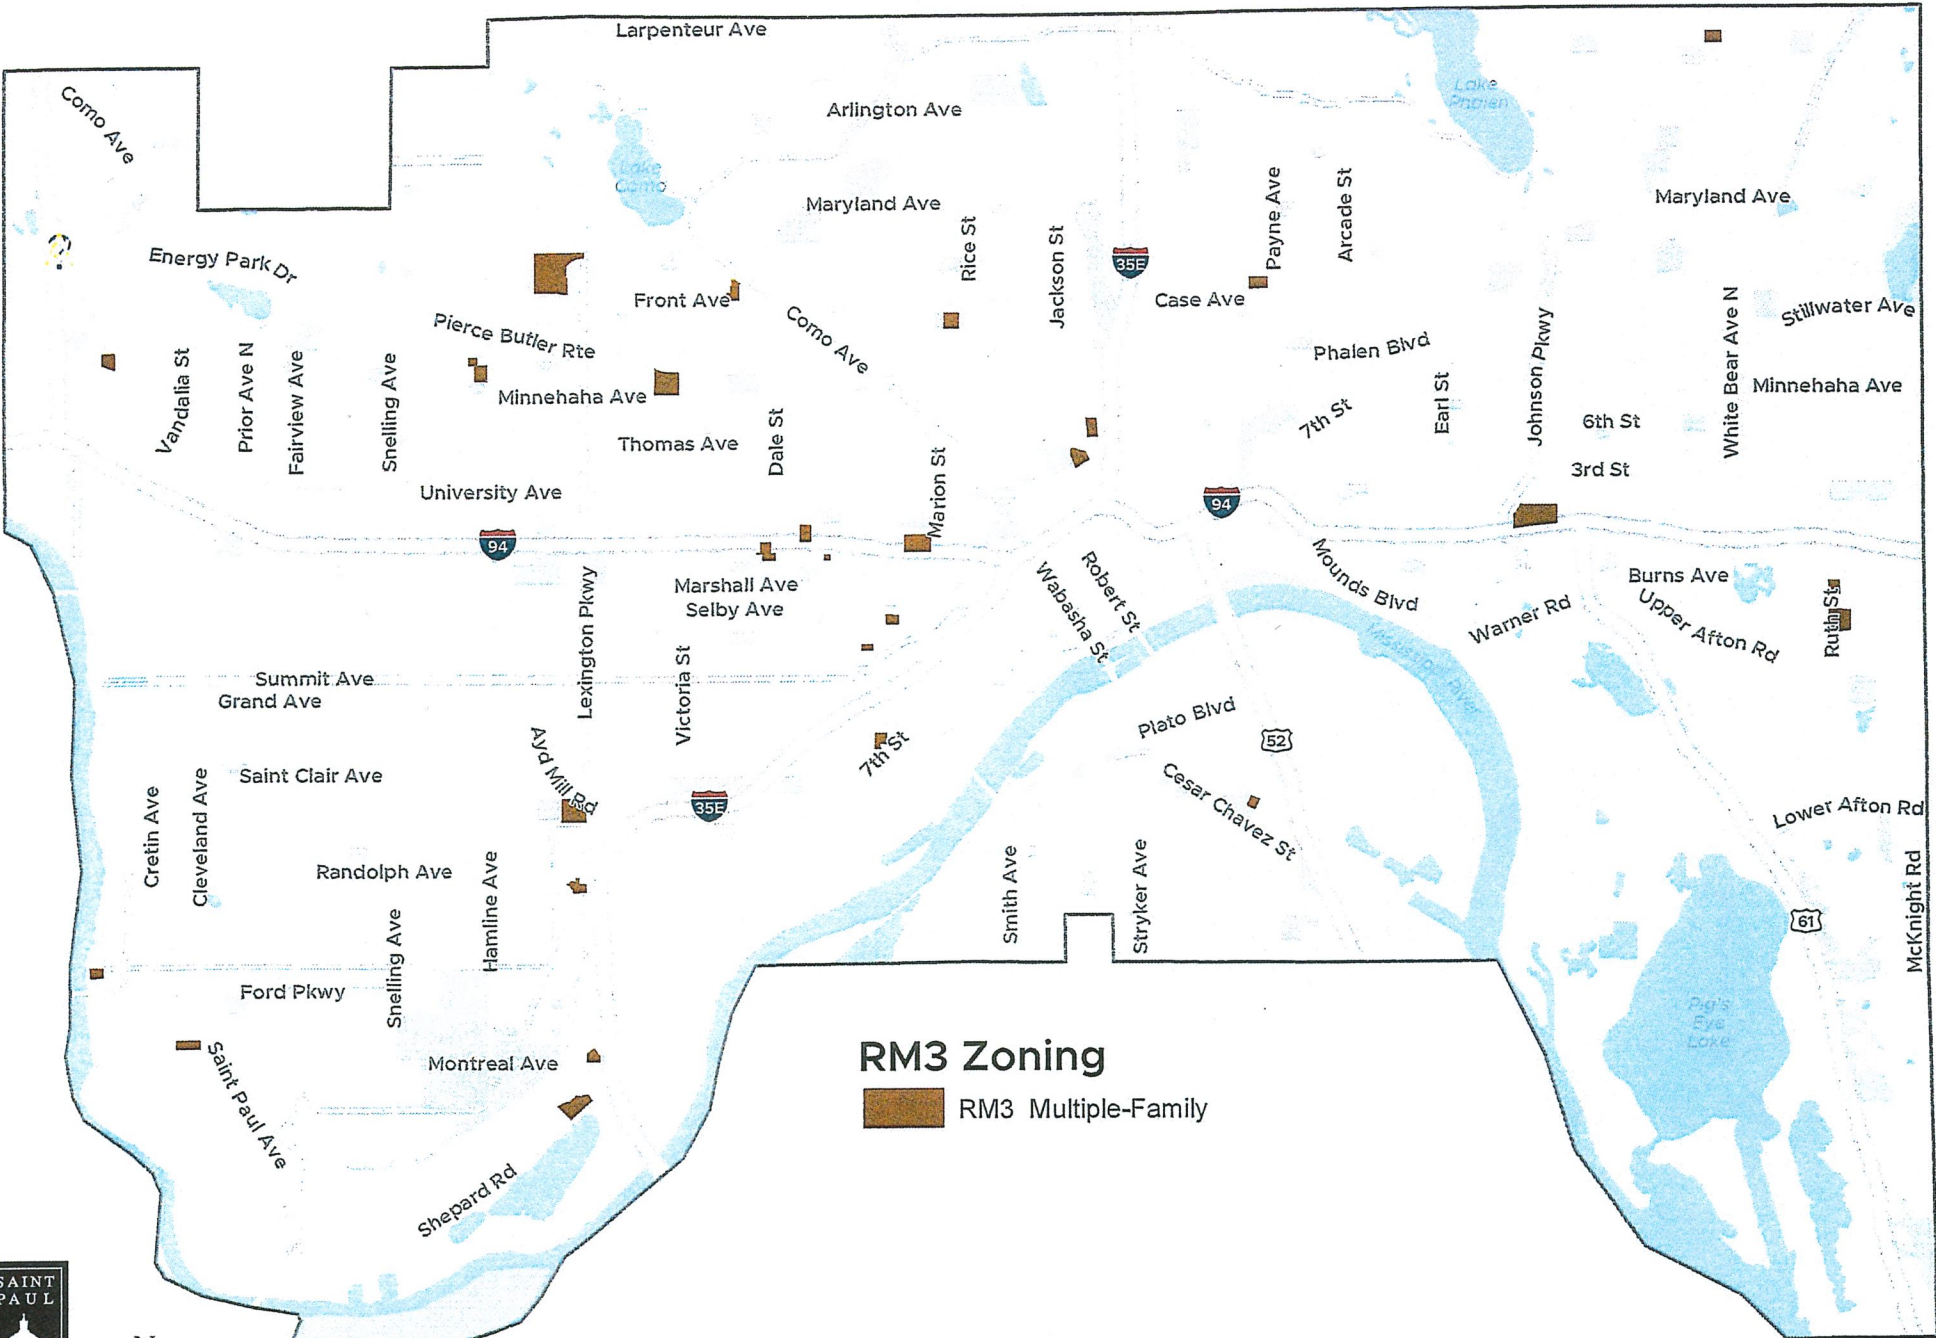 Larpenteur Ave
Como Ave
Arlington Ave
Lake
Phalen
Lake
Como
Maryland Ave
Maryland Ave
Rice St
Jackson St
35E
Payne Ave
Arcade St
Energy Park Dr
Front Ave
Case Ave
Stillwater Ave
Pierce Butler Rte
Como Ave
Phalen Blvd
Johnson Pkwy
White Bear Ave N
Vandalia St
Prior Ave N
Fairview Ave
Snelling Ave
Minnehaha Ave
Minnehaha Ave
Earl St
7th St
6th St
Thomas Ave
Dale St
3rd St
Marion St
University Ave
94
94
Marshall Ave
Selby Ave
Lexington Pkwy
Robert St
Wabasha St
Mounds Blvd
Burns Ave
Warner Rd
Upper Afton Rd
Ruth St
Summit Ave
Grand Ave
Victoria St
Plato Blvd
52
7th St
Ayd Mill Rd
Saint Clair Ave
35E
Cesar Chavez St
Lower Afton Rd
Cretin Ave
Cleveland Ave
Randolph Ave
Hamline Ave
Smith Ave
Stryker Ave
McKnight Rd
61
Snelling Ave
Ford Pkwy
Pig's
Eye
Lake
Montreal Ave
Saint Paul Ave
RM3 Zoning
RM3 Multiple-Family
Shepard Rd
SAINT
PAUL